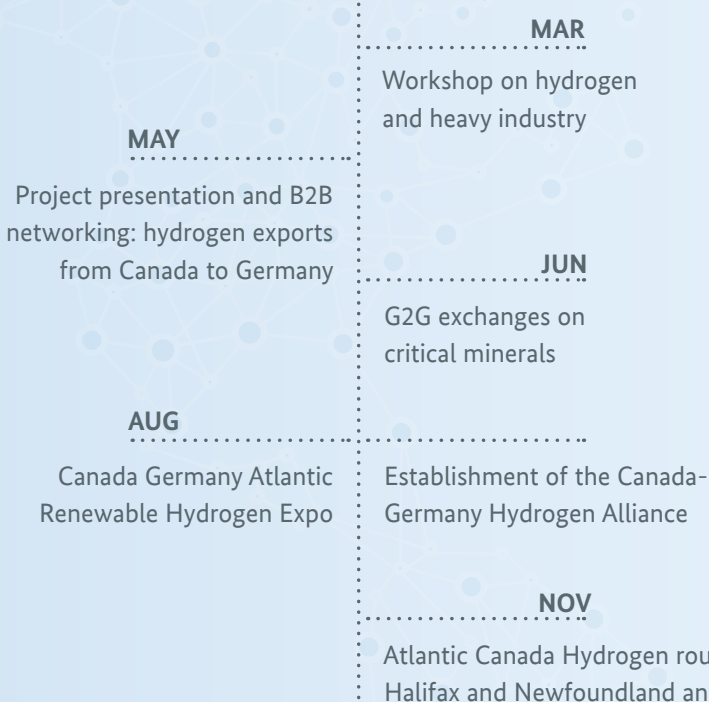 MAR
Workshop on hydrogen
and heavy industry
MAY
Project presentation and B2B
networking: hydrogen exports
from Canada to Germany
JUN
G2G exchanges on
critical minerals
AUG
Canada Germany Atlantic
Renewable Hydrogen Expo
Establishment of the Canada-
Germany Hydrogen Alliance
NOV
Atlantic Canada Hydrogen
Halifax and Newfoundland